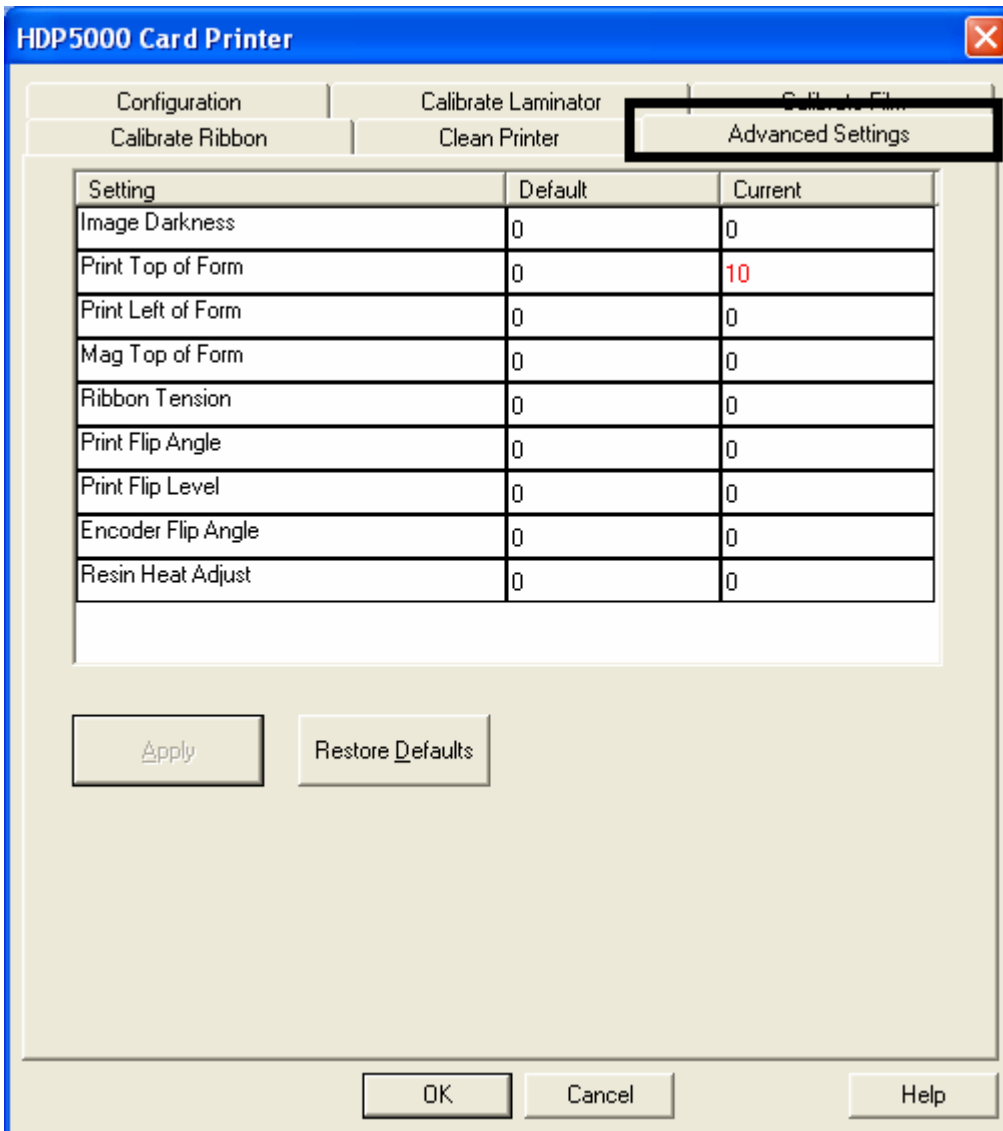 HDP5000 Card Printer
Configuration Calibrate Laminator Calibrate Film
Calibrate Ribbon Clean Printer Advanced Settings
Setting Default Current
Image Darkness 0 0
Print Top of Form 0 10
Print Left of Form 0 0
Mag Top of Form 0 0
Ribbon Tension 0 0
Print Flip Angle 0 0
Print Flip Level 0 0
Encoder Flip Angle 0 0
Resin Heat Adjust 0 0
Apply Restore Defaults
OK Cancel Help